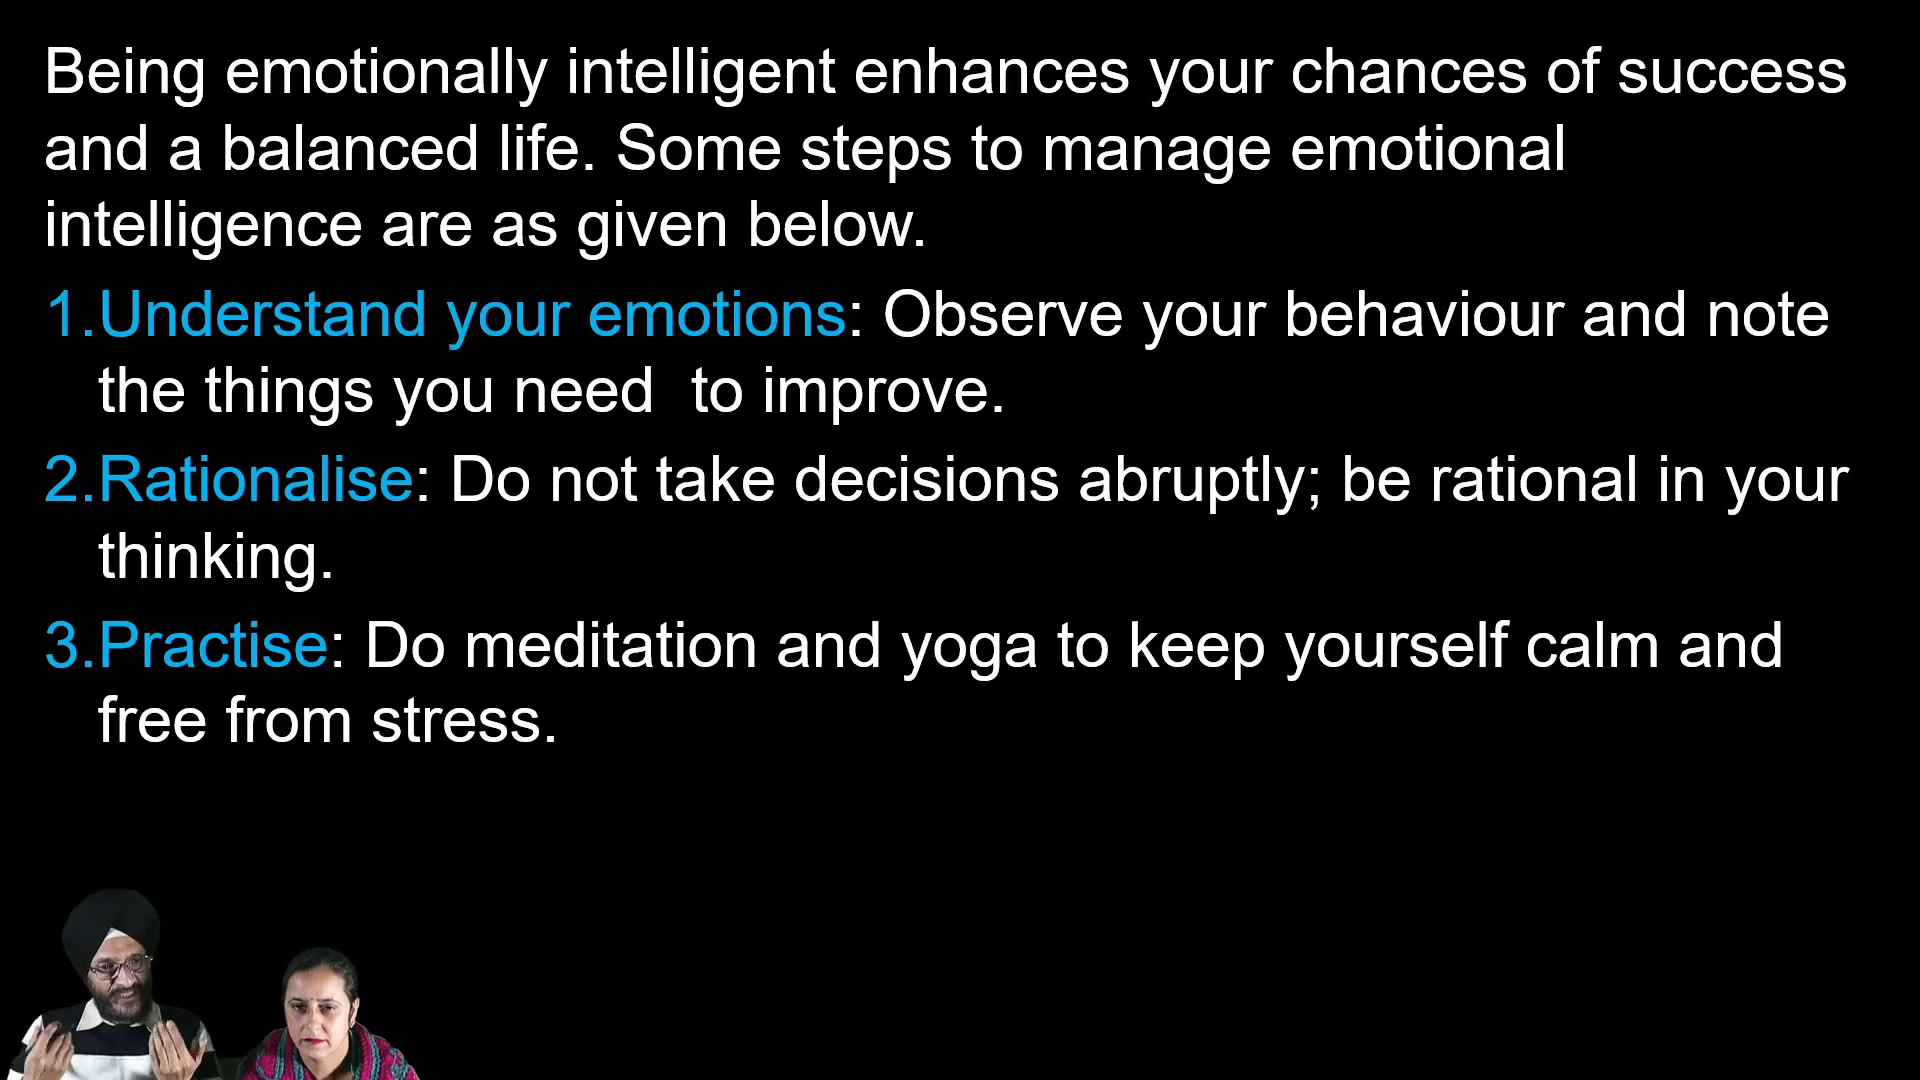 Being emotionally intelligent enhances your chances of success
and a balanced life. Some steps to manage emotional
intelligence are as given below.
1.Understand your emotions: Observe your behaviour and note
the things you need  to improve.
2.Rationalise: Do not take decisions abruptly; be rational in your
thinking.
3.Practise: Do meditation and yoga to keep yourself calm and
free from stress.